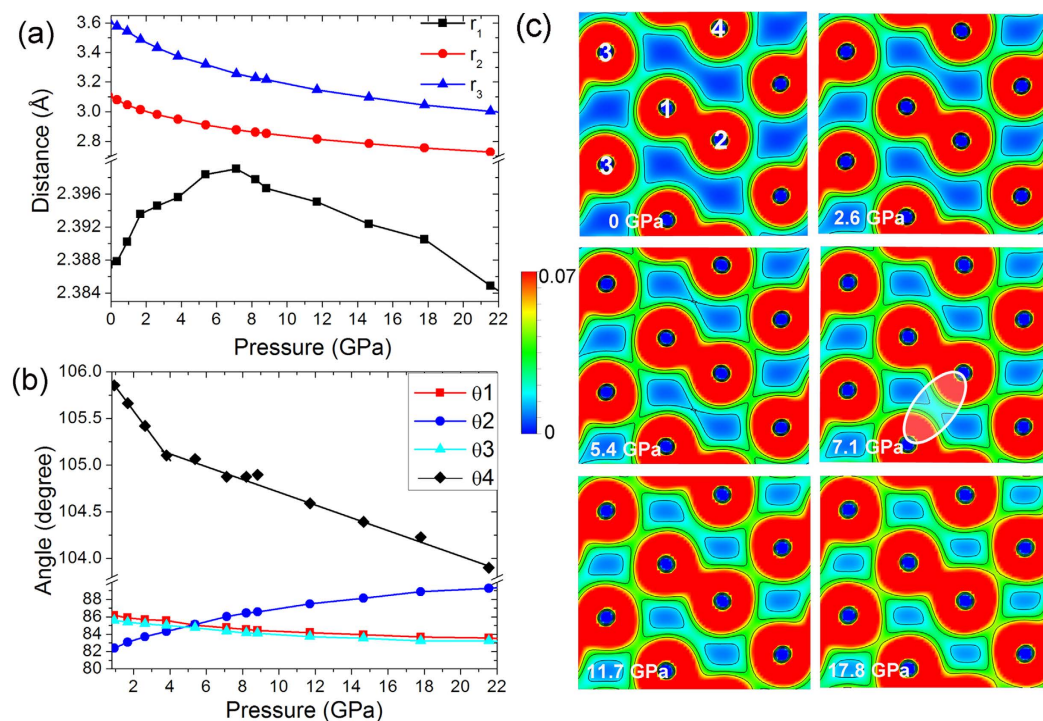 (a)
r1
r2
r3
3.6
3.4
3.2
3.0
2.8
2.396
2.392
2.388
2.384
Distance (Å)
0 2 4 6 8 10 12 14 16 18 20 22
Pressure (GPa)
(b)
θ1
θ2
θ3
θ4
106.0
105.5
105.0
104.5
104.0
88
86
84
82
80
Angle (degree)
2 4 6 8 10 12 14 16 18 20 22
Pressure (GPa)
(c)
0.07
0
4
3
1
2
3
0 GPa
2.6 GPa
5.4 GPa
7.1 GPa
11.7 GPa
17.8 GPa